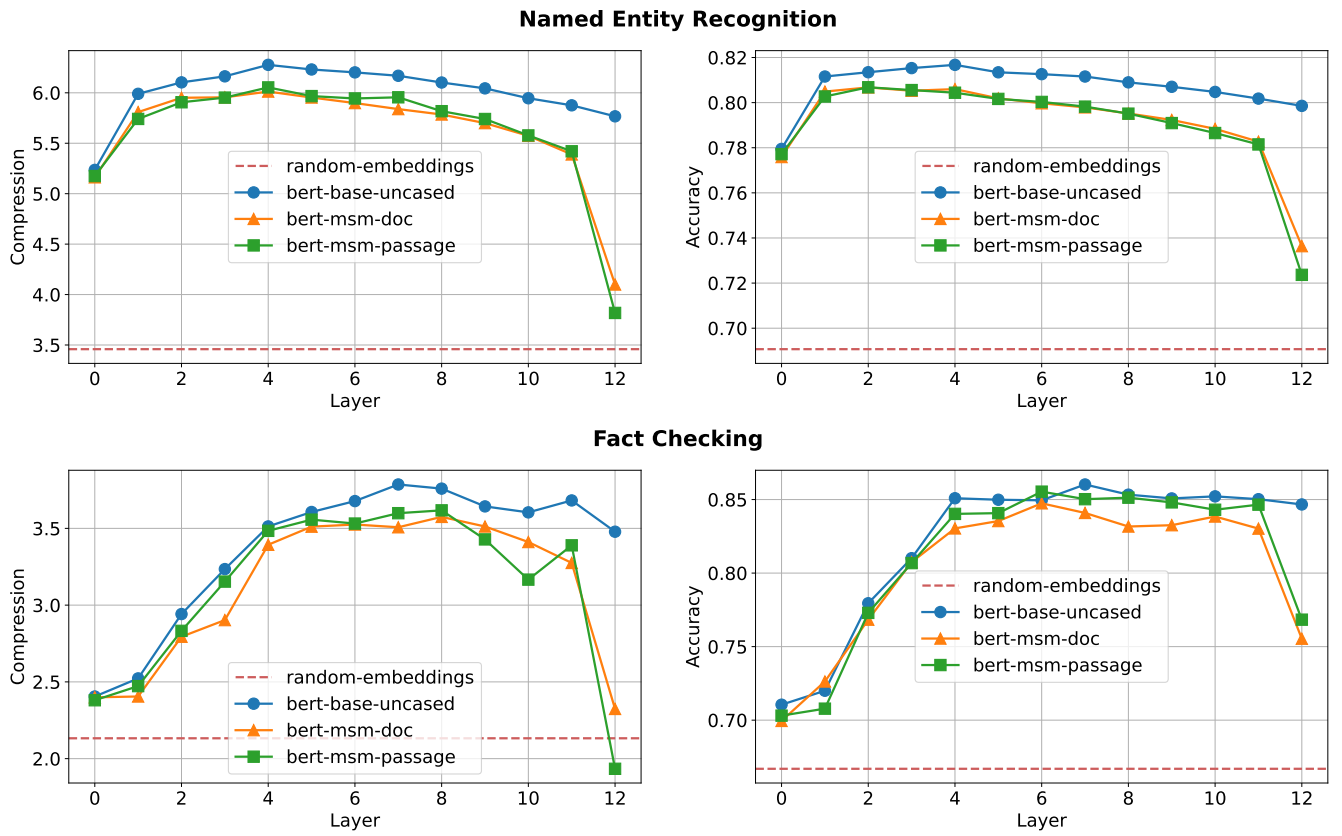 Named Entity Recognition
Compression
6.0
5.5
5.0
4.5
4.0
3.5
random-embeddings
bert-base-uncased
bert-msm-doc
bert-msm-passage
0 2 4 6 8 10 12
Layer
Accuracy
0.82
0.80
0.78
0.76
0.74
0.72
0.70
random-embeddings
bert-base-uncased
bert-msm-doc
bert-msm-passage
0 2 4 6 8 10 12
Layer
Fact Checking
Compression
3.5
3.0
2.5
2.0
random-embeddings
bert-base-uncased
bert-msm-doc
bert-msm-passage
0 2 4 6 8 10 12
Layer
Accuracy
0.85
0.80
0.75
0.70
random-embeddings
bert-base-uncased
bert-msm-doc
bert-msm-passage
0 2 4 6 8 10 12
Layer